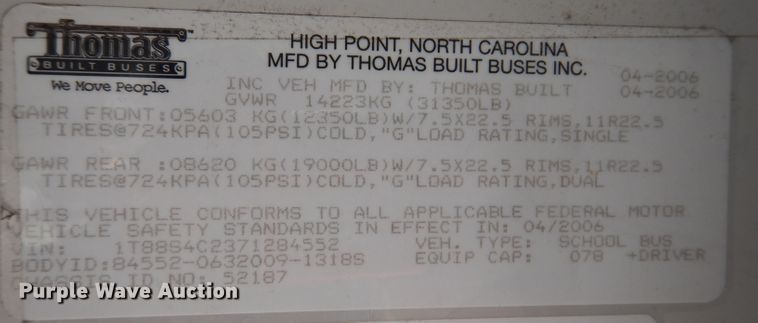 Thomas™
BUILT BUSES
We Move People.
HIGH POINT, NORTH CAROLINA
MFD BY THOMAS BUILT BUSES INC.
04-2006
INC VEH MFD BY: THOMAS BUILT 04-2006
GVWR 14223KG (31350LB)
GAWR FRONT:05603 KG(12350LB)W/7.5X22.5 RIMS,11R22.5
TIRES@724KPA(105PSI)COLD,"G"LOAD RATING,SINGLE
GAWR REAR :08620 KG(19000LB)W/7.5X22.5 RIMS,11R22.5
TIRES@724KPA(105PSI)COLD,"G"LOAD RATING,DUAL
THIS VEHICLE CONFORMS TO ALL APPLICABLE FEDERAL MOTOR
VEHICLE SAFETY STANDARDS IN EFFECT IN: 04/2006
VIN: 1T88S4C2371284552 VEH. TYPE: SCHOOL BUS
BODYID:84552-0632009-1318S EQUIP CAP: 078 +DRIVER
CHASSIS ID NO: 52187
Purple Wave Auction